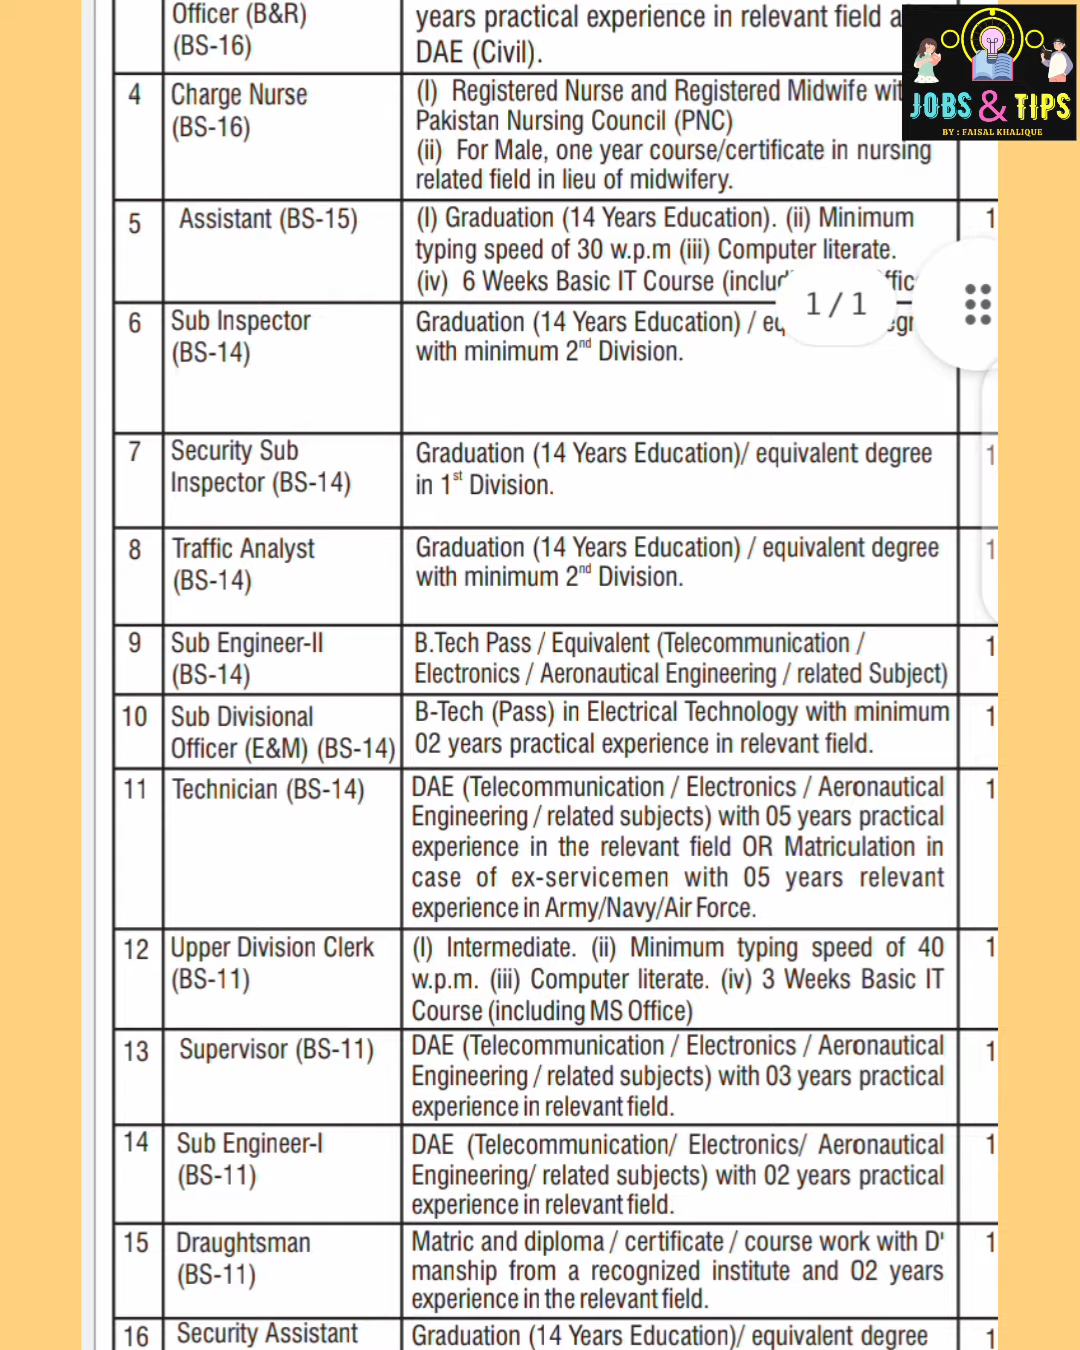 Officer (B&R)
(BS-16)
years practical experience in relevant field
DAE (Civil).
JOBS & TIPS
BY : FAISAL KHALIQUE
4
Charge Nurse
(BS-16)
(I) Registered Nurse and Registered Midwife
Pakistan Nursing Council (PNC)
(ii) For Male, one year course/certificate in nursing
related field in lieu of midwifery.
5
Assistant (BS-15)
(I) Graduation (14 Years Education). (ii) Minimum
typing speed of 30 w.p.m (iii) Computer literate.
(iv) 6 Weeks Basic IT Course
1
1 / 1
6
Sub Inspector
(BS-14)
Graduation (14 Years Education) /
with minimum 2nd Division.
7
Security Sub
Inspector (BS-14)
Graduation (14 Years Education)/ equivalent degree
in 1st Division.
1
8
Traffic Analyst
(BS-14)
Graduation (14 Years Education) / equivalent degree
with minimum 2nd Division.
1
9
Sub Engineer-II
(BS-14)
B.Tech Pass / Equivalent (Telecommunication /
Electronics / Aeronautical Engineering / related Subject)
1
10
Sub Divisional
Officer (E&M) (BS-14)
B-Tech (Pass) in Electrical Technology with minimum
02 years practical experience in relevant field.
1
11
Technician (BS-14)
DAE (Telecommunication / Electronics / Aeronautical
Engineering / related subjects) with 05 years practical
experience in the relevant field OR Matriculation in
case of ex-servicemen with 05 years relevant
experience in Army/Navy/Air Force.
1
12
Upper Division Clerk
(BS-11)
(I) Intermediate. (ii) Minimum typing speed of 40
w.p.m. (iii) Computer literate. (iv) 3 Weeks Basic IT
Course (including MS Office)
1
13
Supervisor (BS-11)
DAE (Telecommunication / Electronics / Aeronautical
Engineering / related subjects) with 03 years practical
experience in relevant field.
1
14
Sub Engineer-I
(BS-11)
DAE (Telecommunication/ Electronics/ Aeronautical
Engineering/ related subjects) with 02 years practical
experience in relevant field.
1
15
Draughtsman
(BS-11)
Matric and diploma / certificate / course work with D'
manship from a recognized institute and 02 years
experience in the relevant field.
1
16
Security Assistant
Graduation (14 Years Education)/ equivalent degree
1